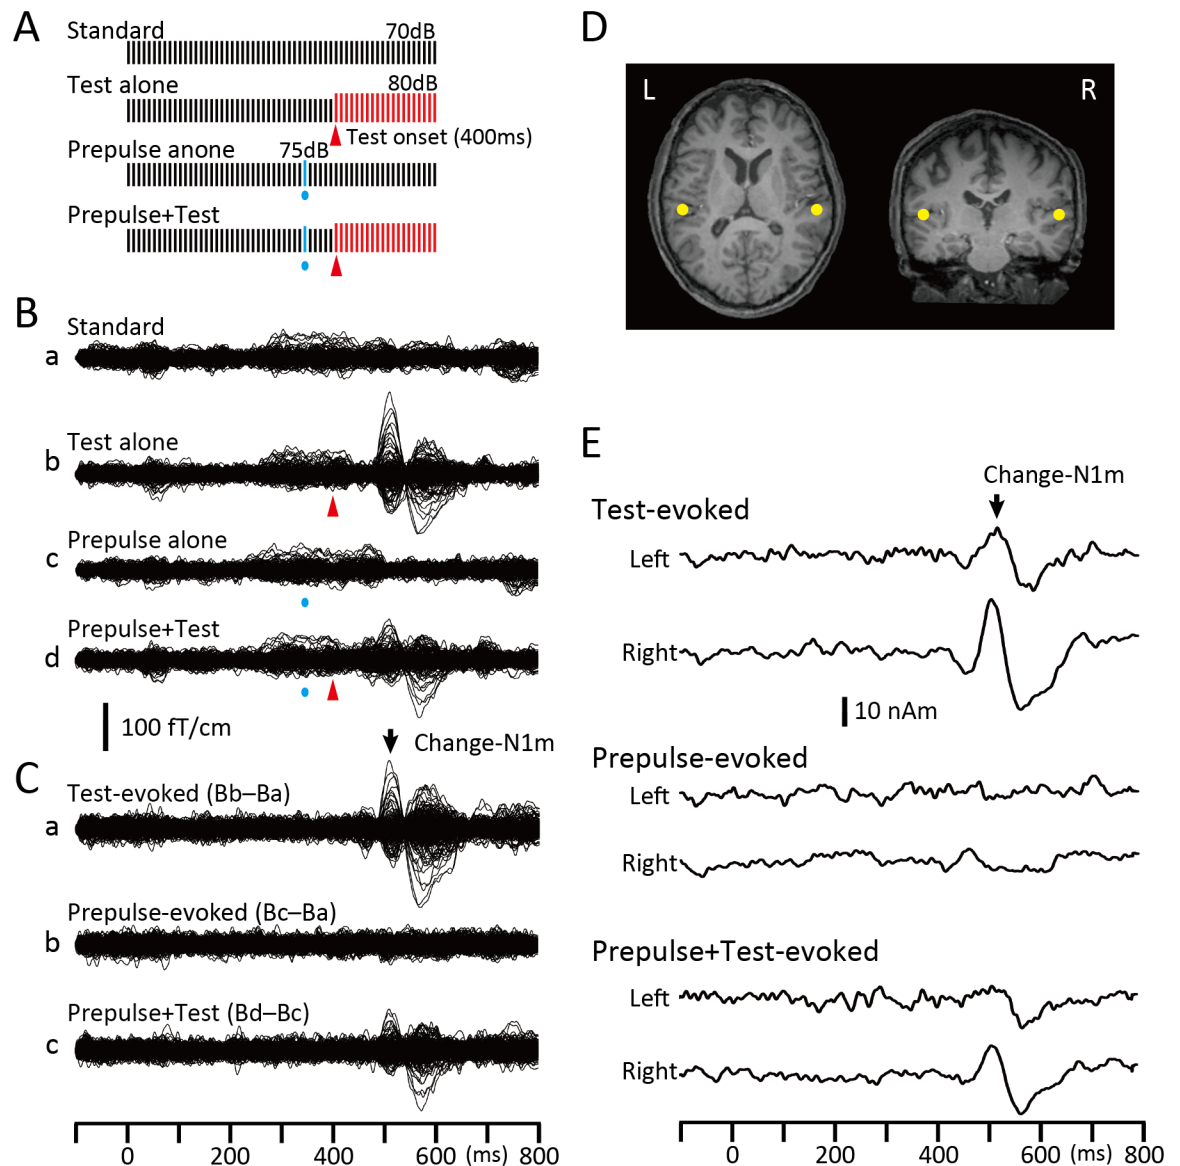 A
Standard
70dB
Test alone
80dB
Test onset (400ms)
Prepulse anone
75dB
Prepulse+Test
B
Standard
a
Test alone
b
Prepulse alone
c
Prepulse+Test
d
100 fT/cm
Change-N1m
C
Test-evoked (Bb–Ba)
a
Prepulse-evoked (Bc–Ba)
b
Prepulse+Test (Bd–Bc)
c
0 200 400 600 (ms) 800
D
L R
E
Change-N1m
Test-evoked
Left
Right
10 nAm
Prepulse-evoked
Left
Right
Prepulse+Test-evoked
Left
Right
0 200 400 600 (ms) 800